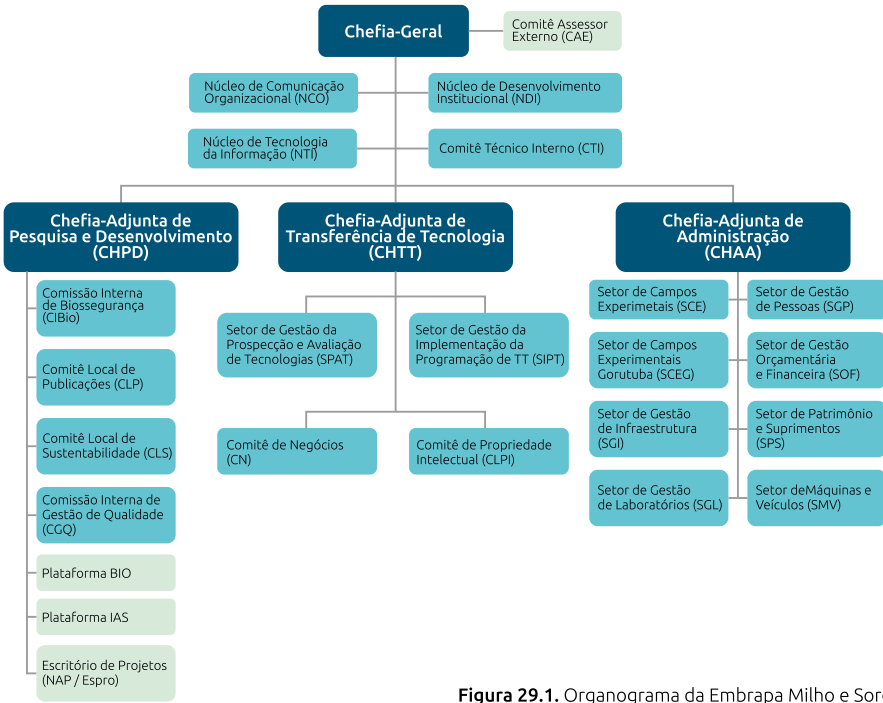 Chefia-Geral
Comitê Assessor
Externo (CAE)
Núcleo de Comunicação
Organizacional (NCO)
Núcleo de Desenvolvimento
Institucional (NDI)
Núcleo de Tecnologia
da Informação (NTI)
Comitê Técnico Interno (CTI)
Chefia-Adjunta de
Pesquisa e Desenvolvimento
(CHPD)
Chefia-Adjunta de
Transferência de Tecnologia
(CHTT)
Chefia-Adjunta de
Administração
(CHAA)
Comissão Interna
de Biossegurança
(CIBio)
Comitê Local de
Publicações (CLP)
Comitê Local de
Sustentabilidade (CLS)
Comissão Interna de
Gestão de Qualidade
(CGQ)
Plataforma BIO
Plataforma IAS
Escritório de Projetos
(NAP / Espro)
Setor de Gestão da
Prospecção e Avaliação
de Tecnologias (SPAT)
Setor de Gestão da
Implementação da
Programação de TT (SIPT)
Comitê de Negócios
(CN)
Comitê de Propriedade
Intelectual (CLPI)
Setor de Campos
Experimetais (SCE)
Setor de Gestão
de Pessoas (SGP)
Setor de Campos
Experimentais
Gorutuba (SCEG)
Setor de Gestão
Orçamentária
e Financeira (SOF)
Setor de Gestão
de Infraestrutura
(SGI)
Setor de Patrimônio
e Suprimentos
(SPS)
Setor de Gestão
de Laboratórios (SGL)
Setor deMáquinas e
Veículos (SMV)
Figura 29.1. Organograma da Embrapa Milho e